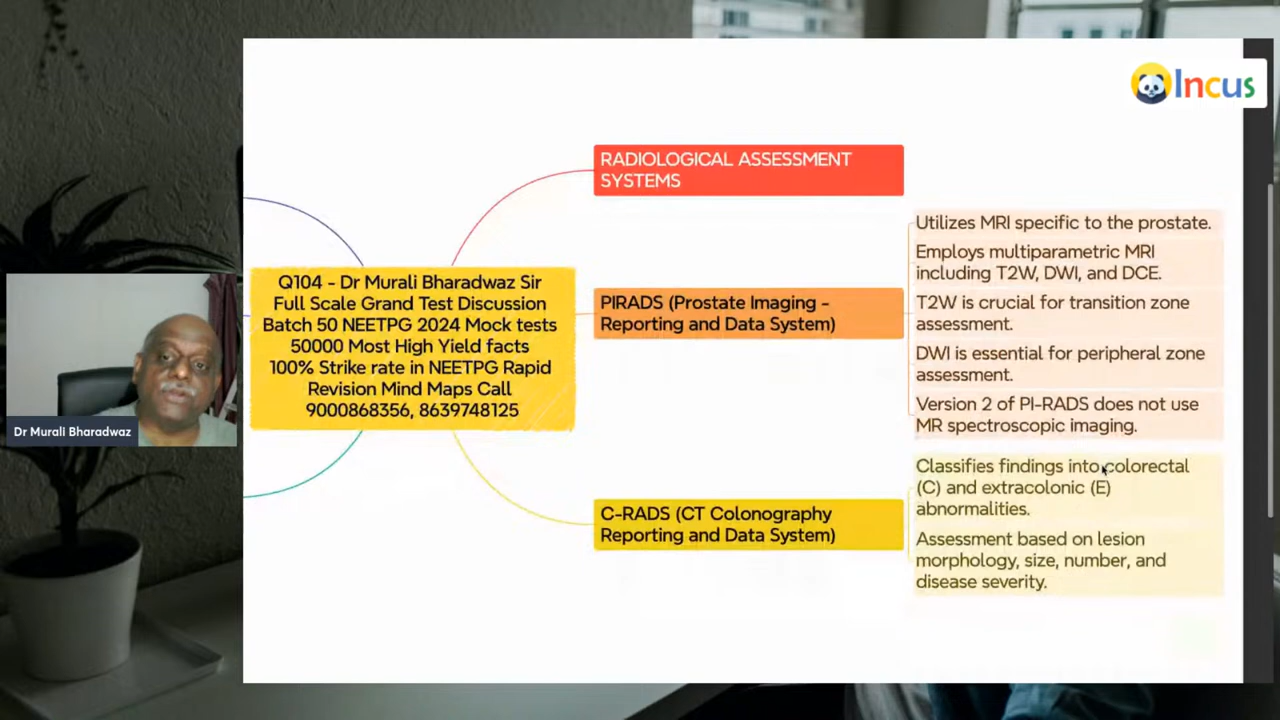 Incus
RADIOLOGICAL ASSESSMENT
SYSTEMS
Q104 - Dr Murali Bharadwaz Sir
Full Scale Grand Test Discussion
Batch 50 NEETPG 2024 Mock tests
50000 Most High Yield facts
100% Strike rate in NEETPG Rapid
Revision Mind Maps Call
9000868356, 8639748125
PIRADS (Prostate Imaging -
Reporting and Data System)
Utilizes MRI specific to the prostate.
Employs multiparametric MRI
including T2W, DWI, and DCE.
T2W is crucial for transition zone
assessment.
DWI is essential for peripheral zone
assessment.
Version 2 of PI-RADS does not use
MR spectroscopic imaging.
C-RADS (CT Colonography
Reporting and Data System)
Classifies findings into colorectal
(C) and extracolonic (E)
abnormalities.
Assessment based on lesion
morphology, size, number, and
disease severity.
Dr Murali Bharadwaz